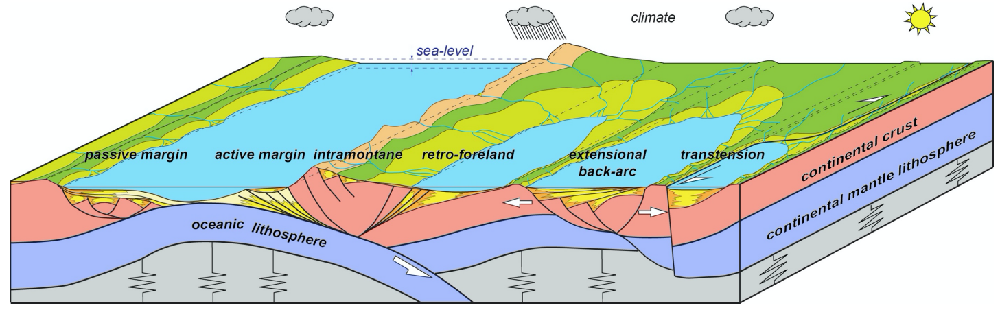 climate
sea-level
passive margin
active margin
intramontane
retro-foreland
extensional
back-arc
transtension
continental crust
continental mantle lithosphere
oceanic lithosphere